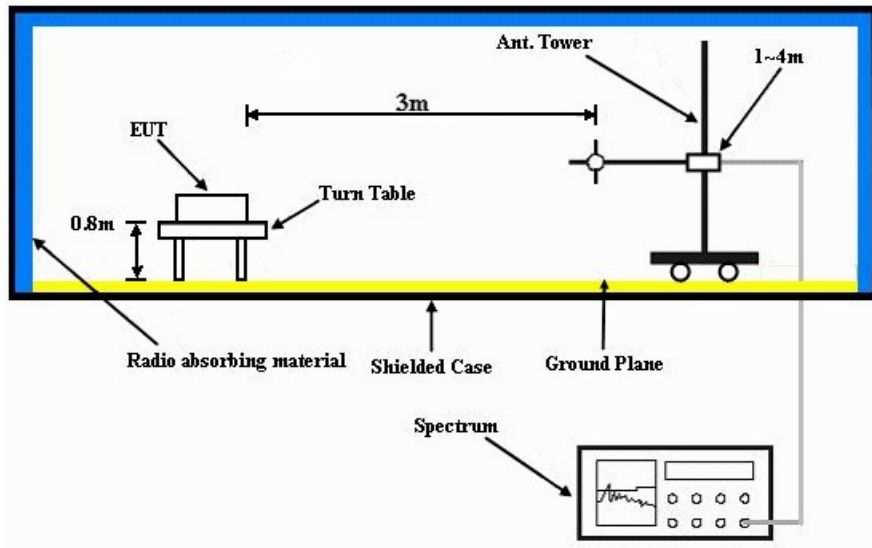 Ant. Tower
1~4m
3m
EUT
Turn Table
0.8m
Radio absorbing material
Shielded Case
Ground Plane
Spectrum